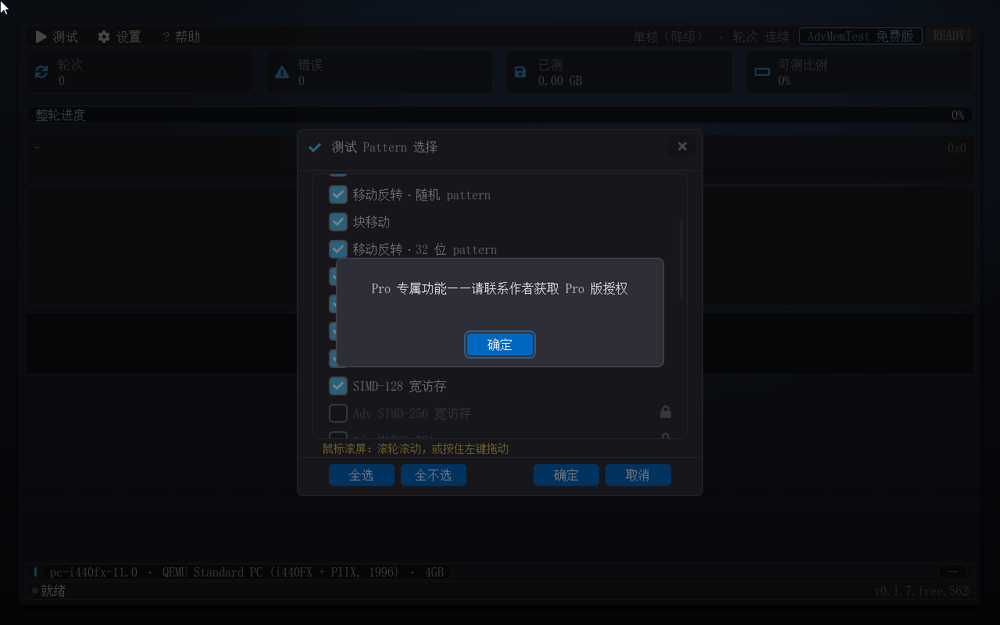 测试 设置 ? 帮助 单核（降级） · 轮次 连续 AdvMemTest 免费版 READY
轮次
0
错误
0
已测
0.00 GB
可测比例
0%
整轮进度 0%
— 0x0
测试 Pattern 选择
移动反转·随机 pattern
块移动
移动反转·32 位 pattern
Pro 专属功能——请联系作者获取 Pro 版授权
确定
SIMD-128 宽访存
Adv SIMD-256 宽访存
鼠标滚屏：滚轮滚动，或按住左键拖动
全选 全不选 确定 取消
pc-i440fx-11.0 · QEMU Standard PC (i440FX + PIIX, 1996) · 4GB —
就绪 v0.1.7.free.562